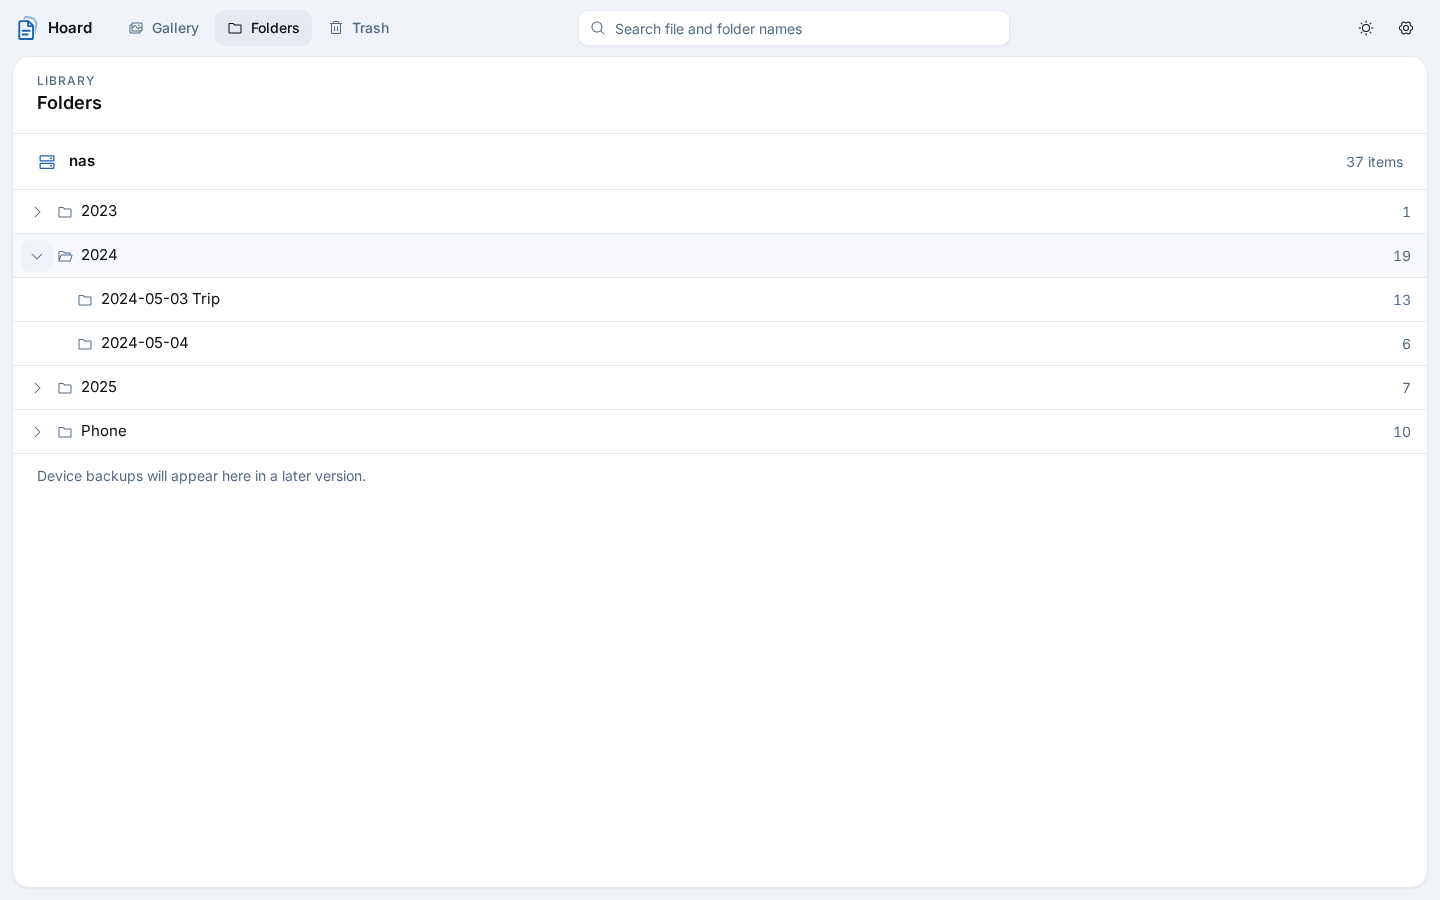 Hoard
Gallery
Folders
Trash
Search file and folder names
LIBRARY
Folders
nas
37 items
2023
1
2024
19
2024-05-03 Trip
13
2024-05-04
6
2025
7
Phone
10
Device backups will appear here in a later version.